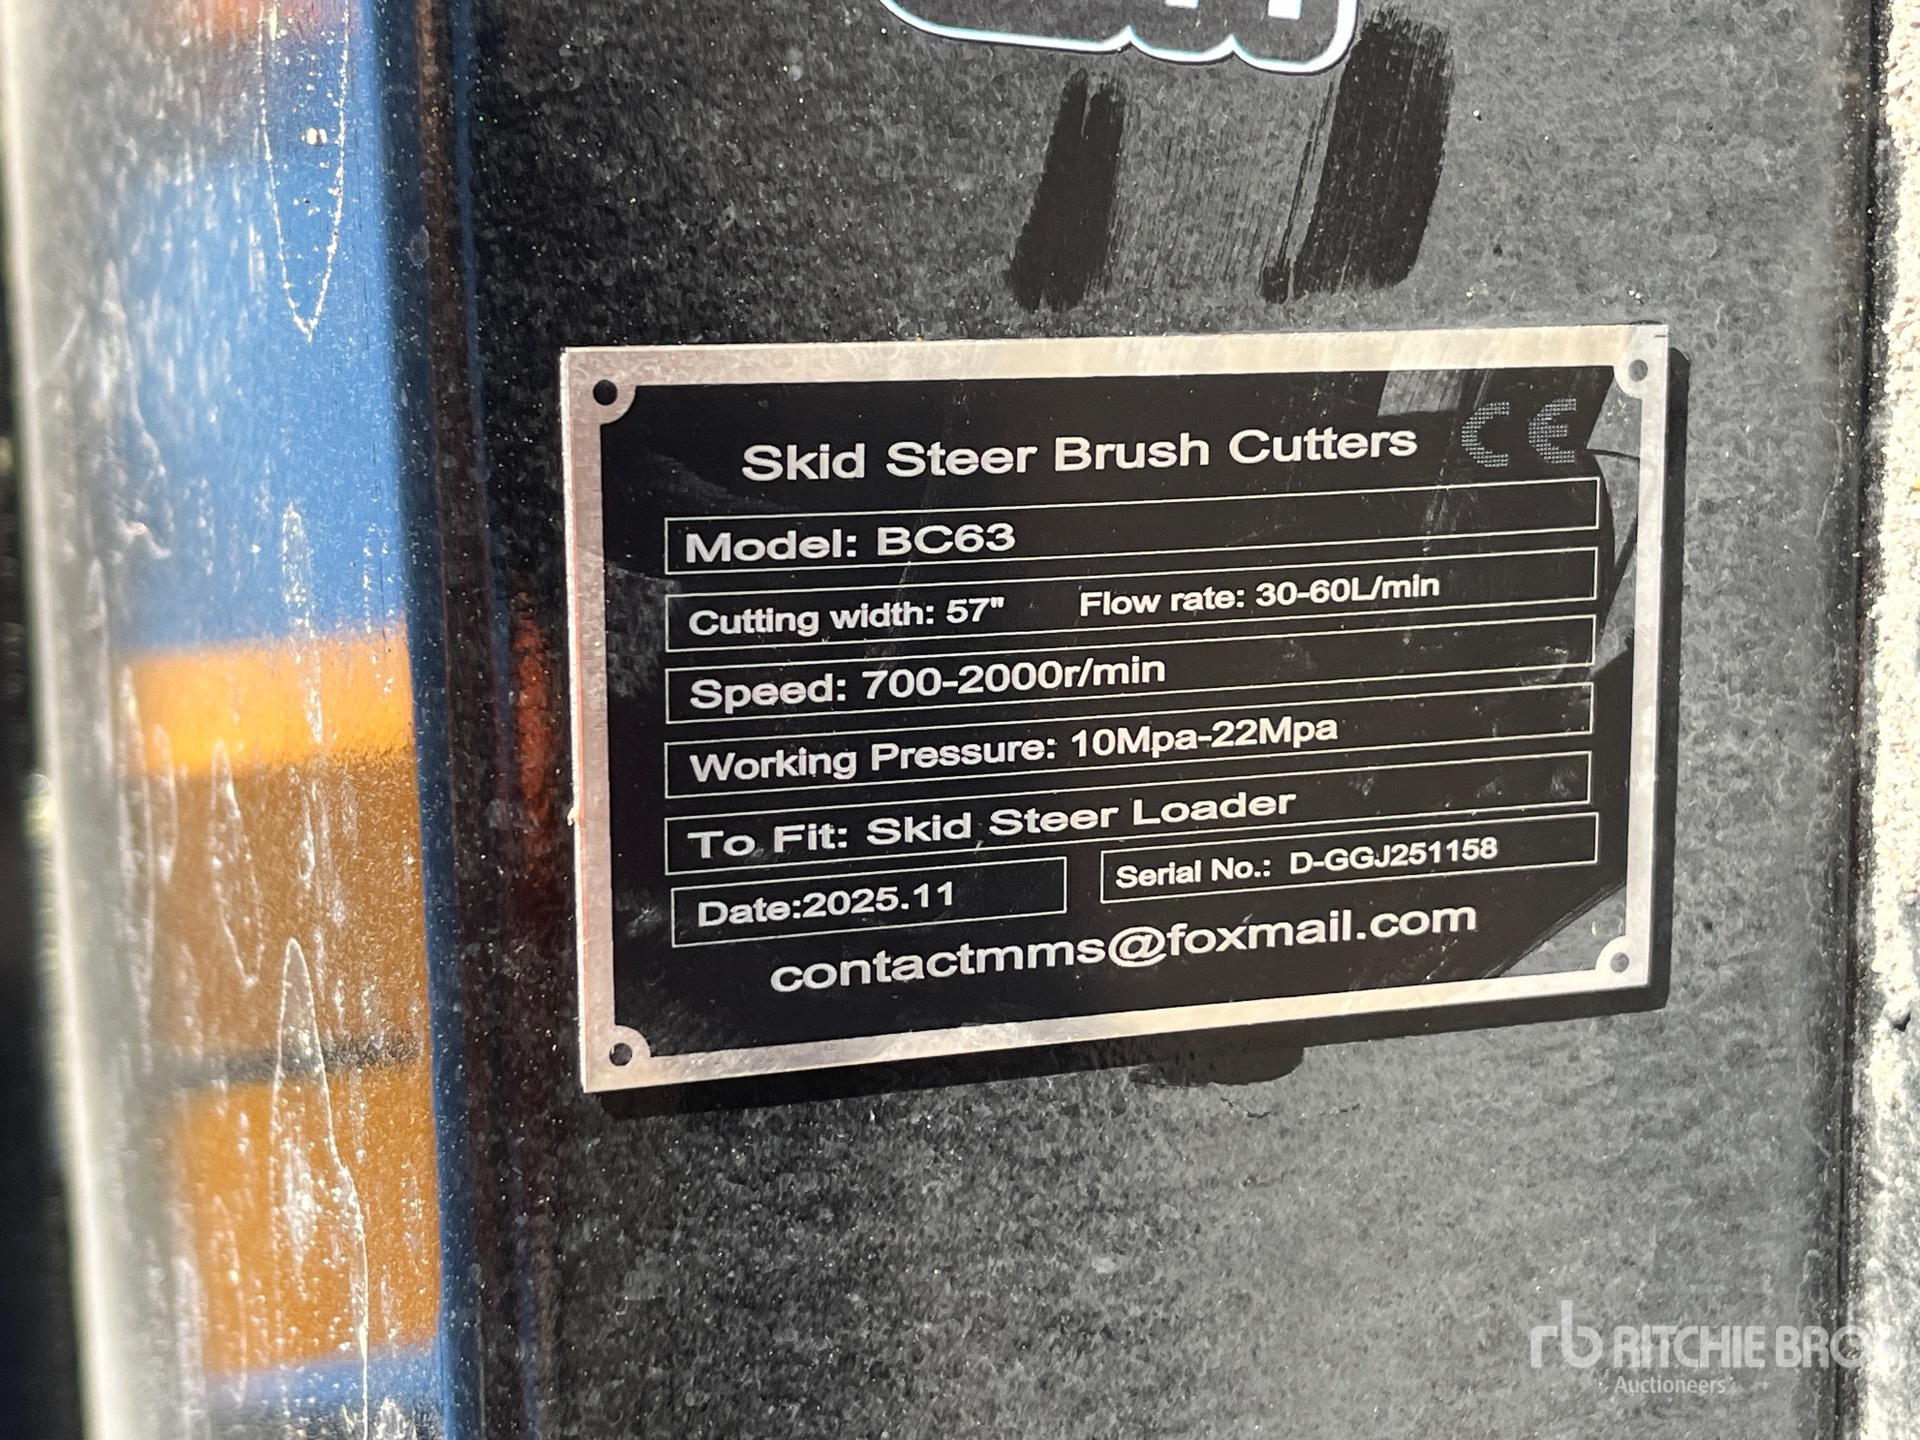 Skid Steer Brush Cutters CE
Model: BC63
Cutting width: 57" Flow rate: 30-60L/min
Speed: 700-2000r/min
Working Pressure: 10Mpa-22Mpa
To Fit: Skid Steer Loader
Date:2025.11 Serial No.: D-GGJ251158
contactmms@foxmail.com
rb RITCHIE BROS
Auctioneers